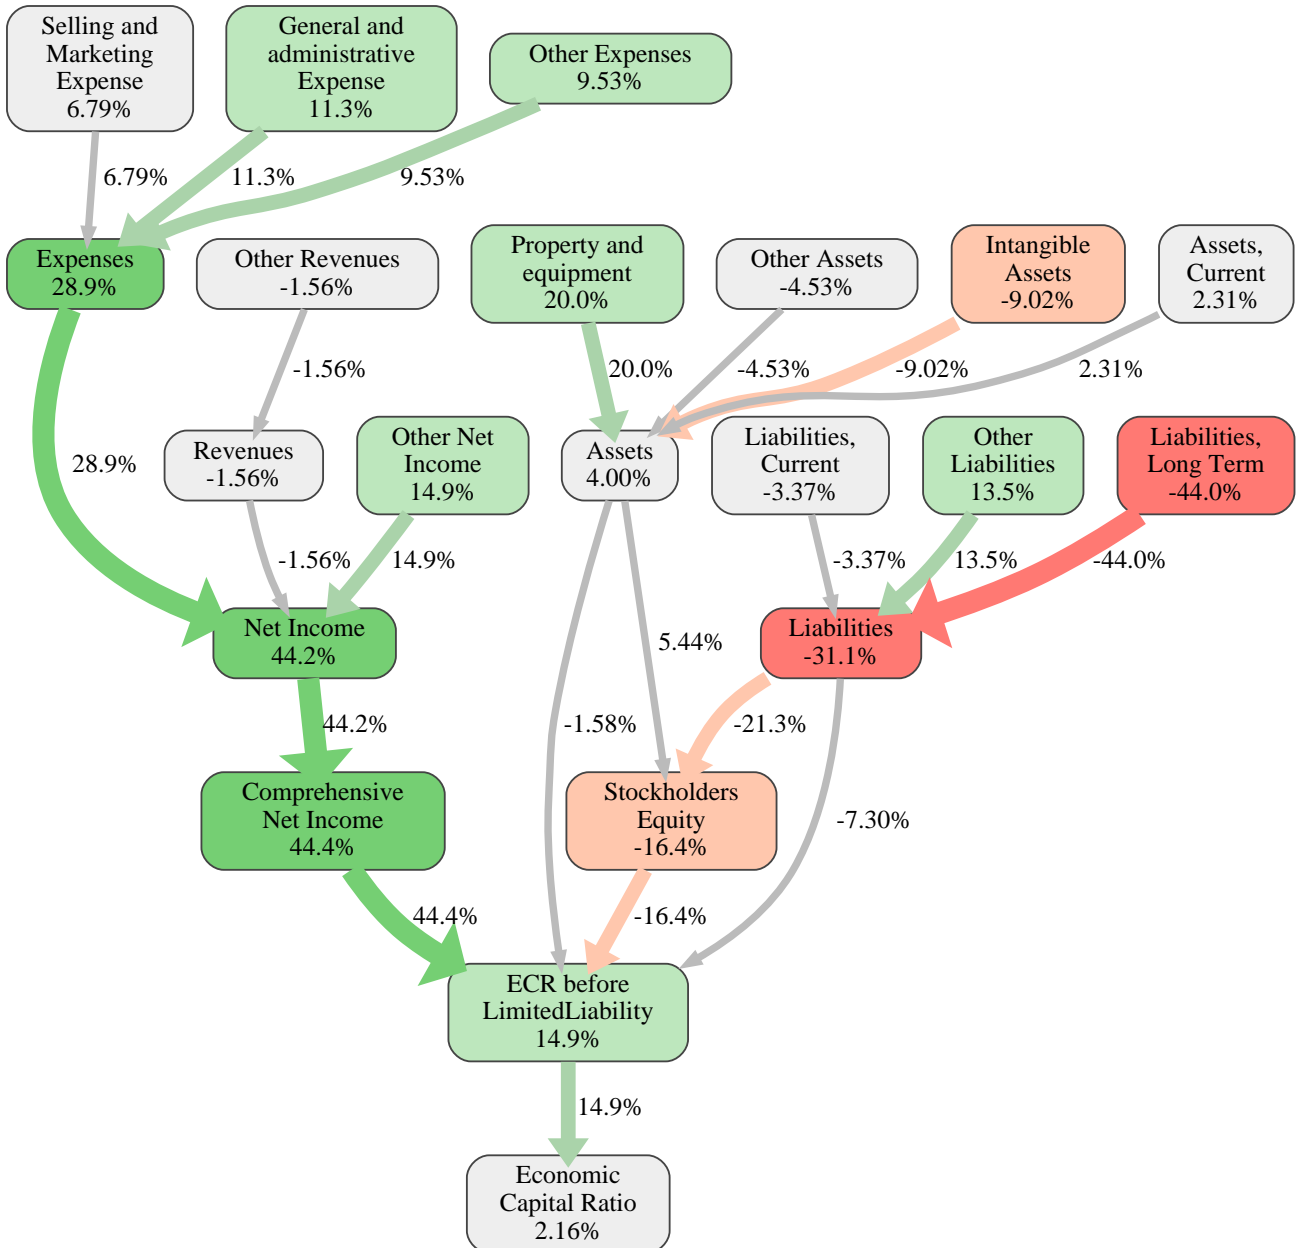 Selling and
Marketing
Expense
6.79%
General and
administrative
Expense
11.3%
Other Expenses
9.53%
6.79%
11.3%
9.53%
Expenses
28.9%
Other Revenues
-1.56%
Property and
equipment
20.0%
Other Assets
-4.53%
Intangible
Assets
-9.02%
Assets,
Current
2.31%
-1.56%
20.0%
-4.53%
-9.02%
2.31%
28.9%
Revenues
-1.56%
Other Net
Income
14.9%
Assets
4.00%
Liabilities,
Current
-3.37%
Other
Liabilities
13.5%
Liabilities,
Long Term
-44.0%
-1.56%
14.9%
-3.37%
13.5%
-44.0%
Net Income
44.2%
5.44%
Liabilities
-31.1%
44.2%
-1.58%
-21.3%
Comprehensive
Net Income
44.4%
Stockholders
Equity
-16.4%
-7.30%
44.4%
-16.4%
ECR before
LimitedLiability
14.9%
14.9%
Economic
Capital Ratio
2.16%